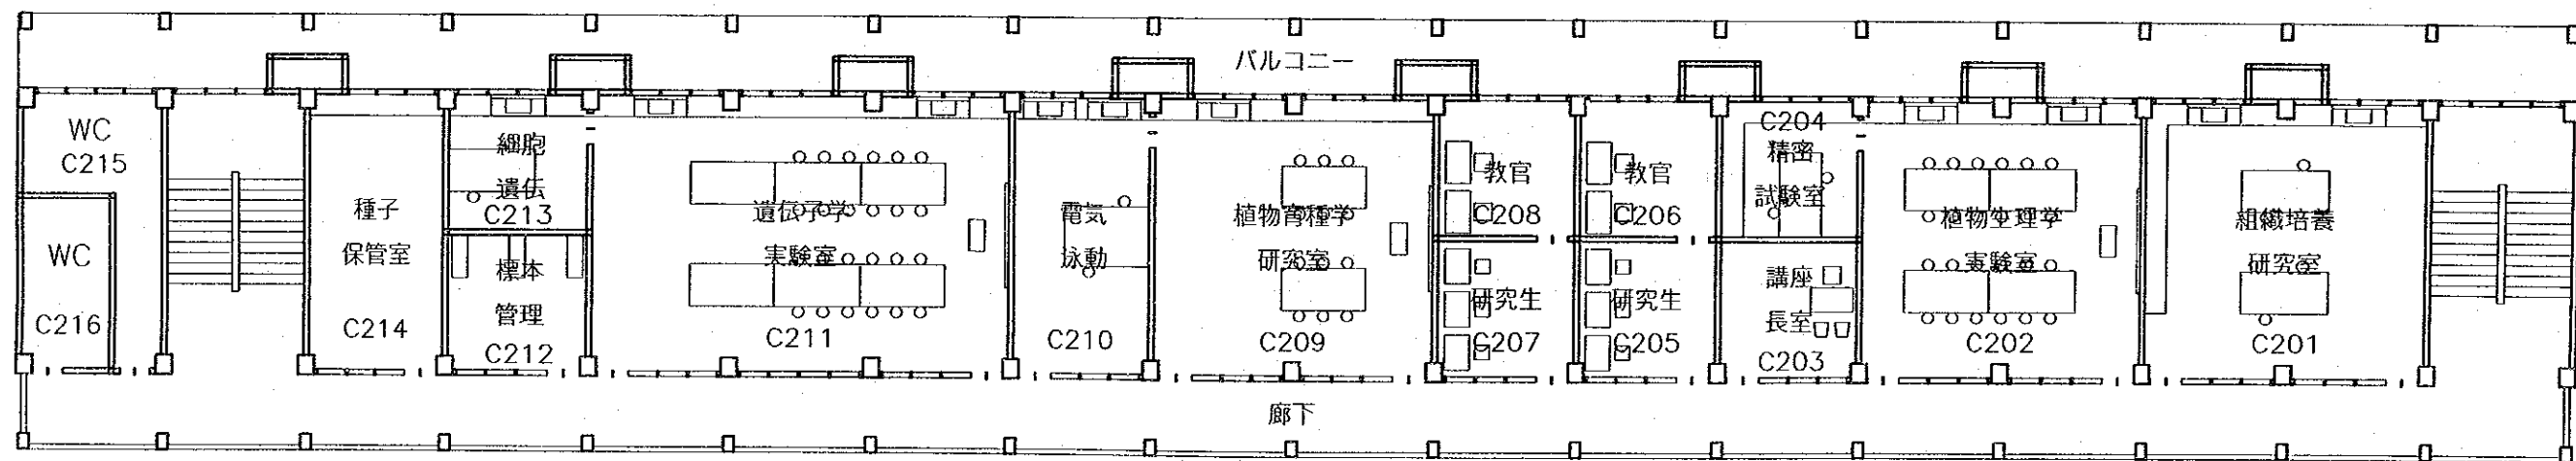 バルコニー
WC
C215
WC
C216
種子
保管室
C214
細胞
遺伝
C213
標本
管理
C212
遺伝子学
実験室
C211
電気
泳動
C210
植物育種学
研究室
C209
教官
C208
研究生
C207
教官
C206
研究生
C205
C204
精密
試験室
講座
長室
C203
植物生理学
実験室
C202
組織培養
研究室
C201
廊下